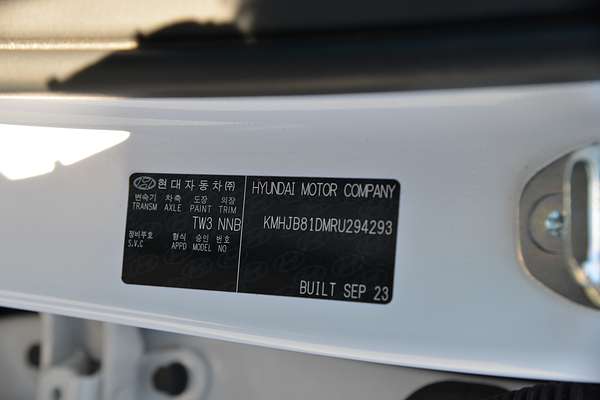 현대자동차㈜
변속기 차축 도장 의장
TRANSM AXLE PAINT TRIM
TW3 NNB
정비부호 형식 승인 번호
S.V.C APPD MODEL NO
HYUNDAI MOTOR COMPANY
KMHJB81DMRU294293
BUILT SEP 23